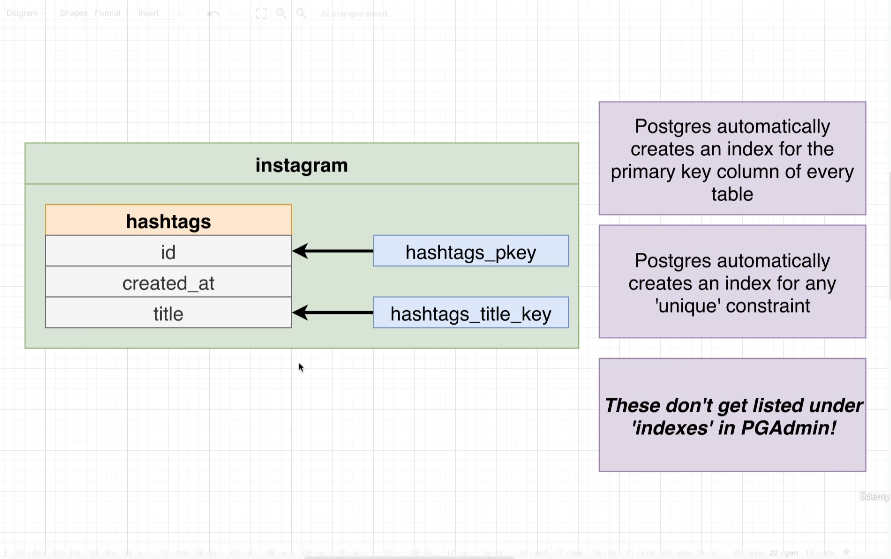 Diagram Shapes Format Insert All changes saved
instagram
hashtags
id
created_at
title
hashtags_pkey
hashtags_title_key
Postgres automatically
creates an index for the
primary key column of every
table
Postgres automatically
creates an index for any
'unique' constraint
These don't get listed under
'indexes' in PGAdmin!
ûdemy